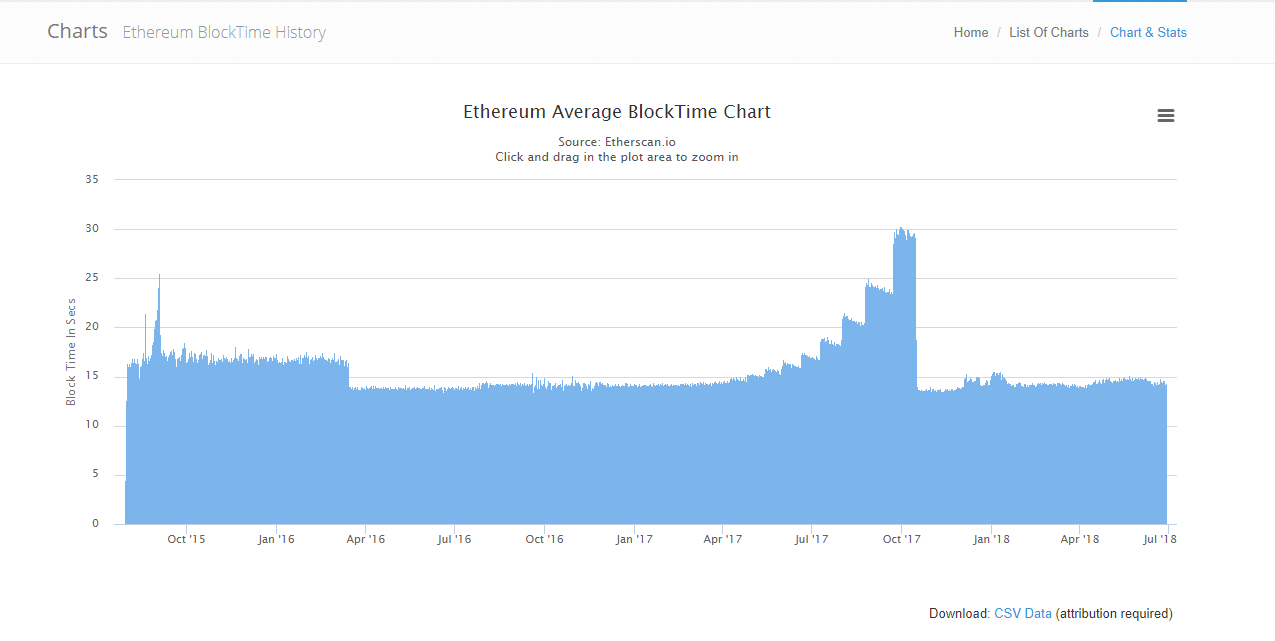 Charts Ethereum BlockTime History
Home / List Of Charts / Chart & Stats
Ethereum Average BlockTime Chart
Source: Etherscan.io
Click and drag in the plot area to zoom in
Block Time In Secs
35
30
25
20
15
10
5
0
Oct '15 Jan '16 Apr '16 Jul '16 Oct '16 Jan '17 Apr '17 Jul '17 Oct '17 Jan '18 Apr '18 Jul '18
Download: CSV Data (attribution required)